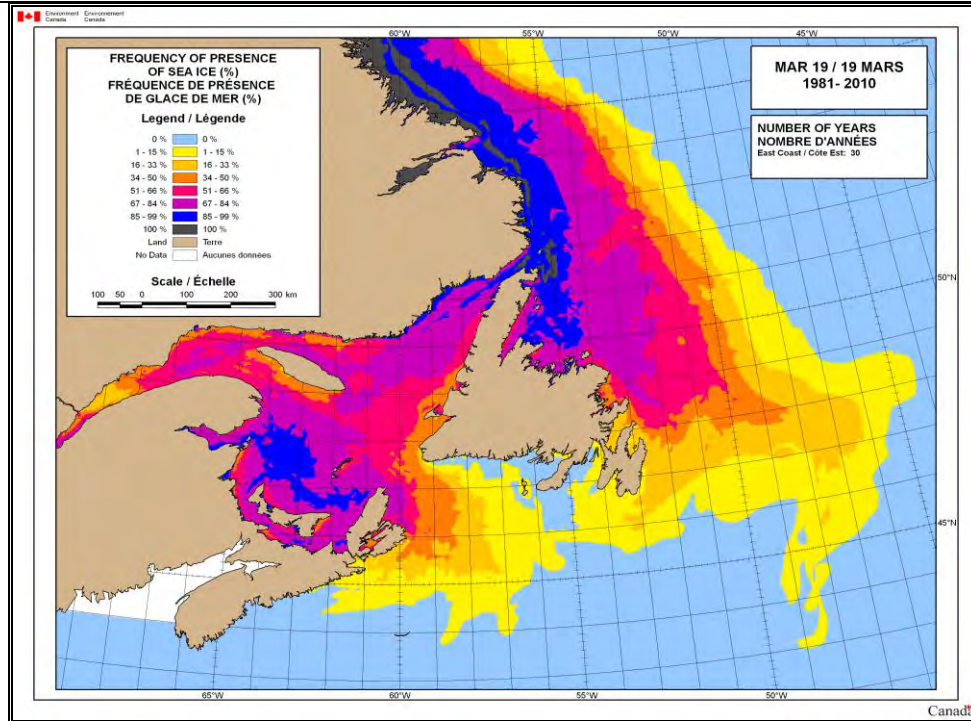 Environment Environnement
Canada Canada
60°W 55°W 50°W 45°W
FREQUENCY OF PRESENCE
OF SEA ICE (%)
FRÉQUENCE DE PRÉSENCE
DE GLACE DE MER (%)
Legend / Légende
0 % 0 %
1 - 15 % 1 - 15 %
16 - 33 % 16 - 33 %
34 - 50 % 34 - 50 %
51 - 66 % 51 - 66 %
67 - 84 % 67 - 84 %
85 - 99 % 85 - 99 %
100 % 100 %
Land Terre
No Data Aucunes données
Scale / Échelle
100 50 0 100 200 300 km
MAR 19 / 19 MARS
1981- 2010
NUMBER OF YEARS
NOMBRE D'ANNÉES
East Coast / Côte Est: 30
50°N
45°N
65°W 60°W 55°W 50°W
Canada